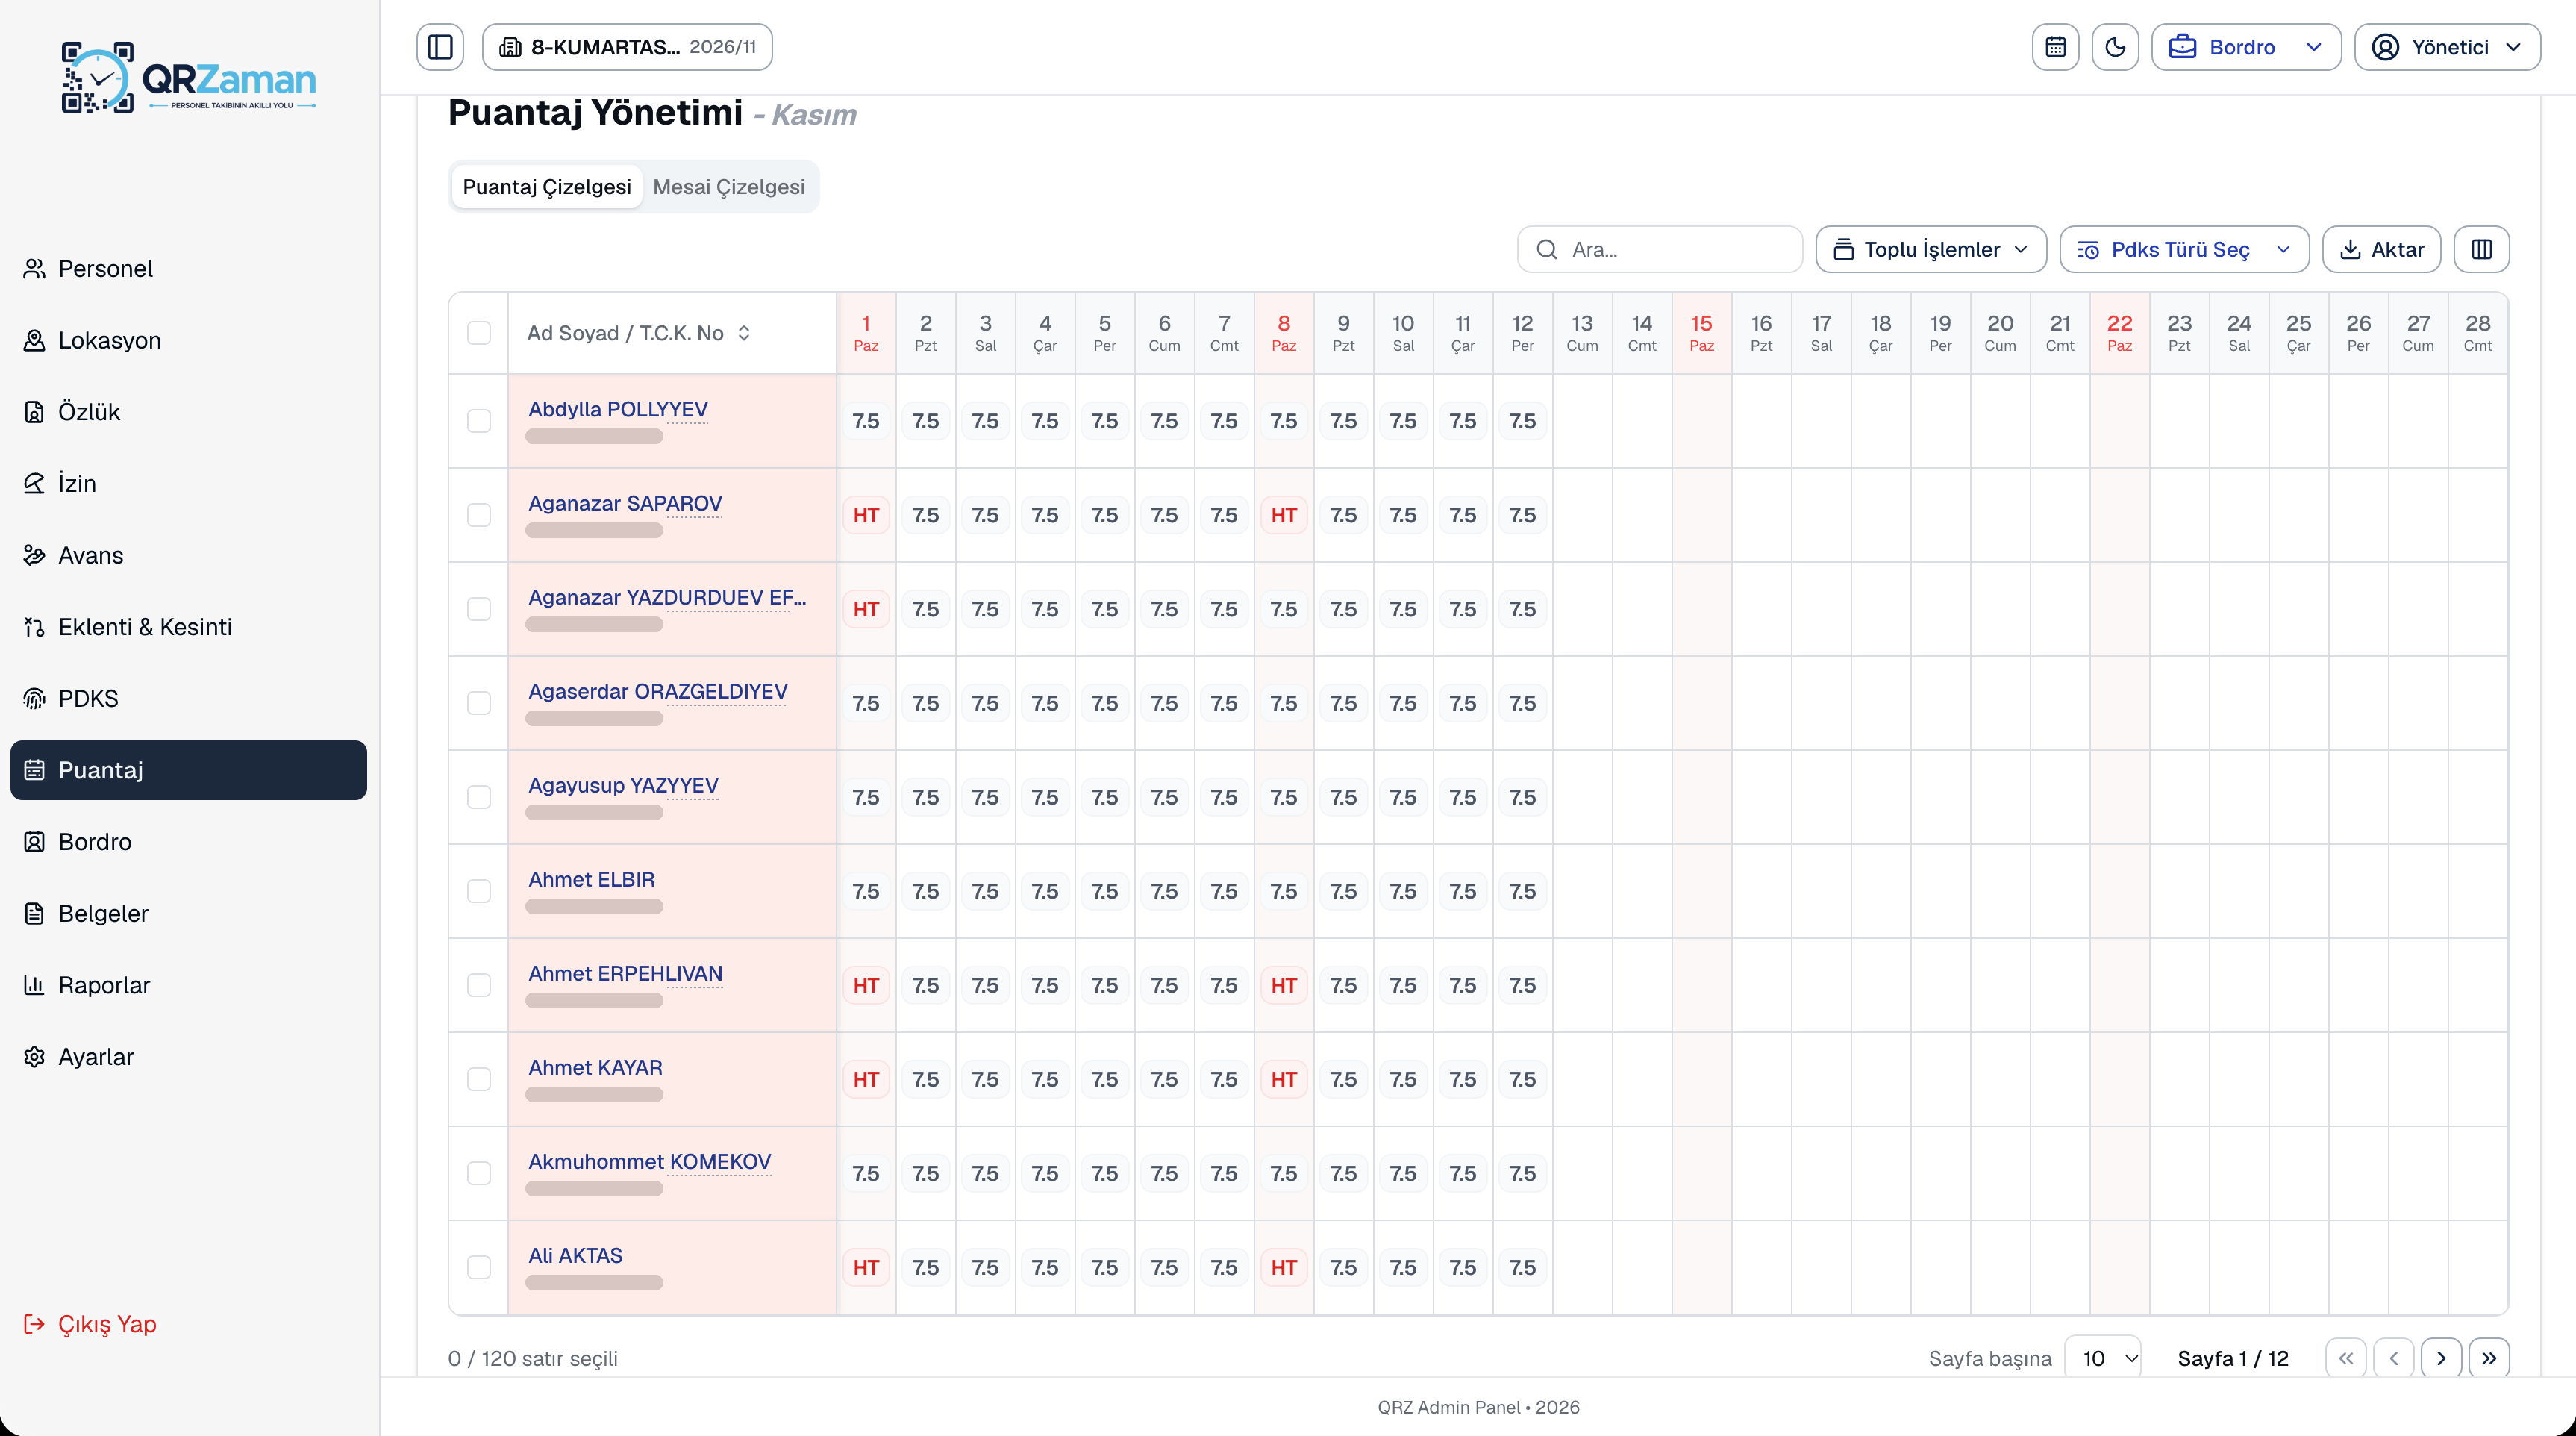 QRZaman
PERSONEL TAKİBİNİN AKILLI YOLU
8-KUMARTAS... 2026/11
Bordro
Yönetici
Personel
Lokasyon
Özlük
İzin
Avans
Eklenti & Kesinti
PDKS
Puantaj
Bordro
Belgeler
Raporlar
Ayarlar
Çıkış Yap
Puantaj Yönetimi - Kasım
Puantaj Çizelgesi Mesai Çizelgesi
Ara... Toplu İşlemler Pdks Türü Seç Aktar
Ad Soyad / T.C.K. No 1 2 3 4 5 6 7 8 9 10 11 12 13 14 15 16 17 18 19 20 21 22 23 24 25 26 27 28
Paz Pzt Sal Çar Per Cum Cmt Paz Pzt Sal Çar Per Cum Cmt Paz Pzt Sal Çar Per Cum Cmt Paz Pzt Sal Çar Per Cum Cmt
Abdylla POLLYYEV 7.5 7.5 7.5 7.5 7.5 7.5 7.5 7.5 7.5 7.5 7.5 7.5
Aganazar SAPAROV HT 7.5 7.5 7.5 7.5 7.5 7.5 HT 7.5 7.5 7.5 7.5
Aganazar YAZDURDUEV EF... HT 7.5 7.5 7.5 7.5 7.5 7.5 7.5 7.5 7.5 7.5 7.5
Agaserdar ORAZGELDIYEV 7.5 7.5 7.5 7.5 7.5 7.5 7.5 7.5 7.5 7.5 7.5 7.5
Agayusup YAZYYEV 7.5 7.5 7.5 7.5 7.5 7.5 7.5 7.5 7.5 7.5 7.5 7.5
Ahmet ELBIR 7.5 7.5 7.5 7.5 7.5 7.5 7.5 7.5 7.5 7.5 7.5 7.5
Ahmet ERPEHLIVAN HT 7.5 7.5 7.5 7.5 7.5 7.5 HT 7.5 7.5 7.5 7.5
Ahmet KAYAR HT 7.5 7.5 7.5 7.5 7.5 7.5 HT 7.5 7.5 7.5 7.5
Akmuhommet KOMEKOV 7.5 7.5 7.5 7.5 7.5 7.5 7.5 7.5 7.5 7.5 7.5 7.5
Ali AKTAS HT 7.5 7.5 7.5 7.5 7.5 7.5 HT 7.5 7.5 7.5 7.5
0 / 120 satır seçili Sayfa başına 10 Sayfa 1 / 12
QRZ Admin Panel • 2026